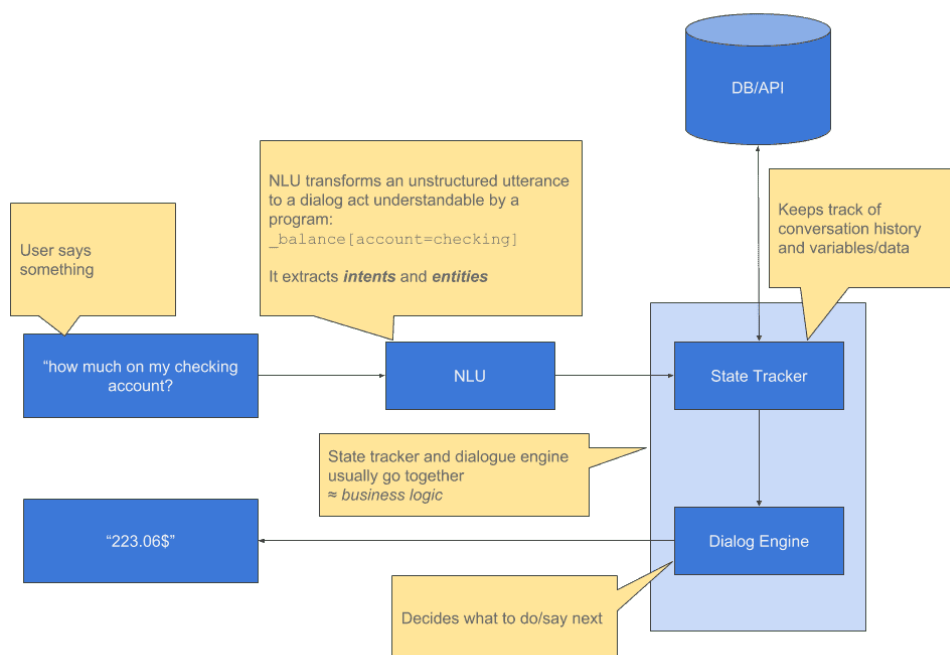 DB/API
NLU transforms an unstructured utterance
to a dialog act understandable by a
program:
_balance[account=checking]
It extracts intents and entities
Keeps track of
conversation history
and variables/data
User says
something
“how much on my checking
account?
NLU
State Tracker
State tracker and dialogue engine
usually go together
≈ business logic
“223.06$”
Dialog Engine
Decides what to do/say next